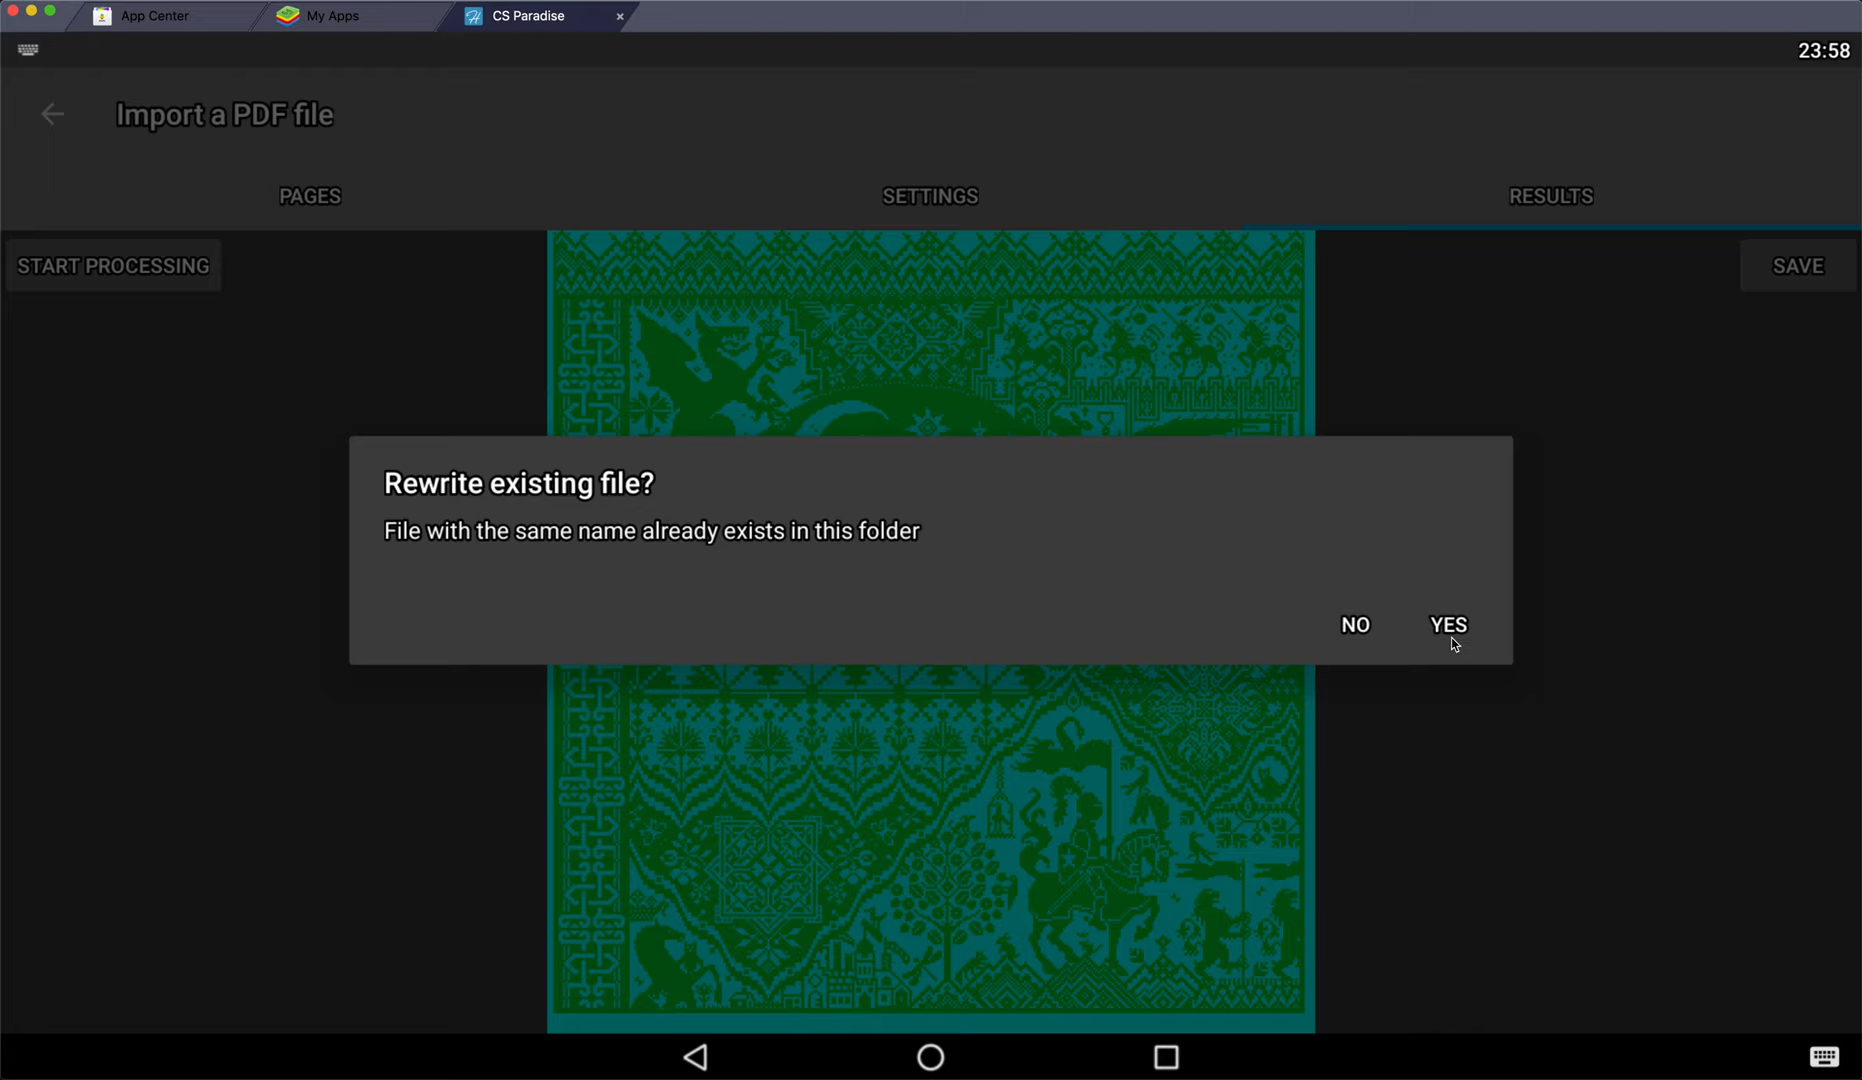 App Center
My Apps
CS Paradise
23:58
Import a PDF file
PAGES
SETTINGS
RESULTS
START PROCESSING
SAVE
Rewrite existing file?
File with the same name already exists in this folder
NO
YES